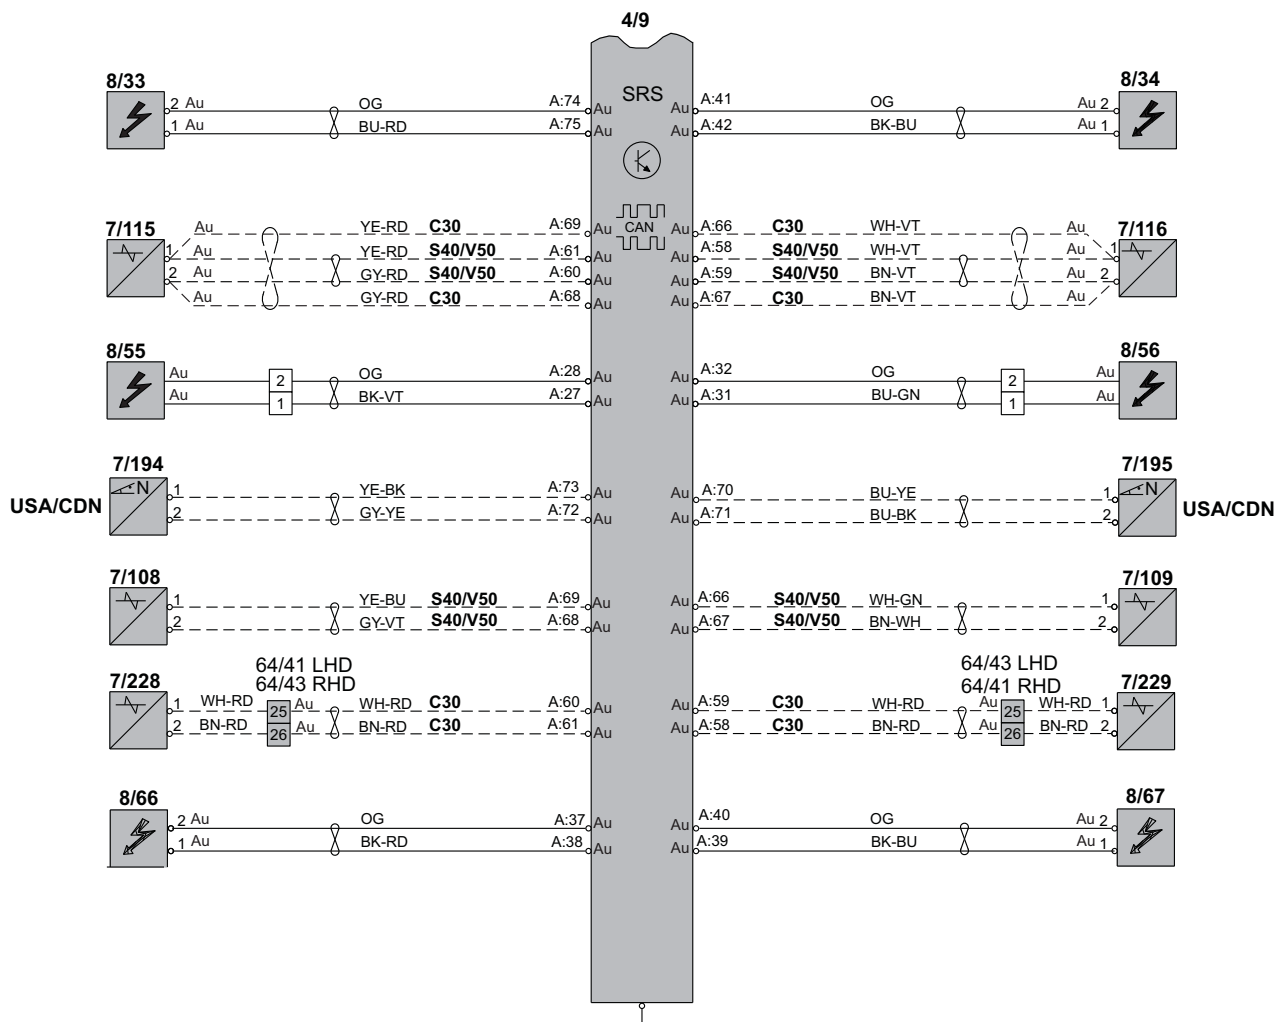 4/9
8/33 8/34
2 Au OG A:74 Au SRS Au A:41 OG Au 2
1 Au BU-RD A:75 Au Au A:42 BK-BU Au 1
7/115 7/116
Au YE-RD C30 A:69 Au CAN Au A:66 C30 WH-VT Au
1 Au YE-RD S40/V50 A:61 Au Au A:58 S40/V50 WH-VT Au 1
2 Au GY-RD S40/V50 A:60 Au Au A:59 S40/V50 BN-VT Au 2
Au GY-RD C30 A:68 Au Au A:67 C30 BN-VT Au
8/55 8/56
Au 2 OG A:28 Au Au A:32 OG 2 Au
Au 1 BK-VT A:27 Au Au A:31 BU-GN 1 Au
7/194 7/195
USA/CDN N 1 YE-BK A:73 Au Au A:70 BU-YE 1 N USA/CDN
2 GY-YE A:72 Au Au A:71 BU-BK 2
7/108 7/109
1 YE-BU S40/V50 A:69 Au Au A:66 S40/V50 WH-GN 1
2 GY-VT S40/V50 A:68 Au Au A:67 S40/V50 BN-WH 2
64/41 LHD 64/43 LHD
64/43 RHD 64/41 RHD
7/228 7/229
1 WH-RD 25 Au WH-RD C30 A:60 Au Au A:59 C30 WH-RD Au 25 WH-RD 1
2 BN-RD 26 Au BN-RD C30 A:61 Au Au A:58 C30 BN-RD Au 26 BN-RD 2
8/66 8/67
2 Au OG A:37 Au Au A:40 OG Au 2
1 Au BK-RD A:38 Au Au A:39 BK-BU Au 1